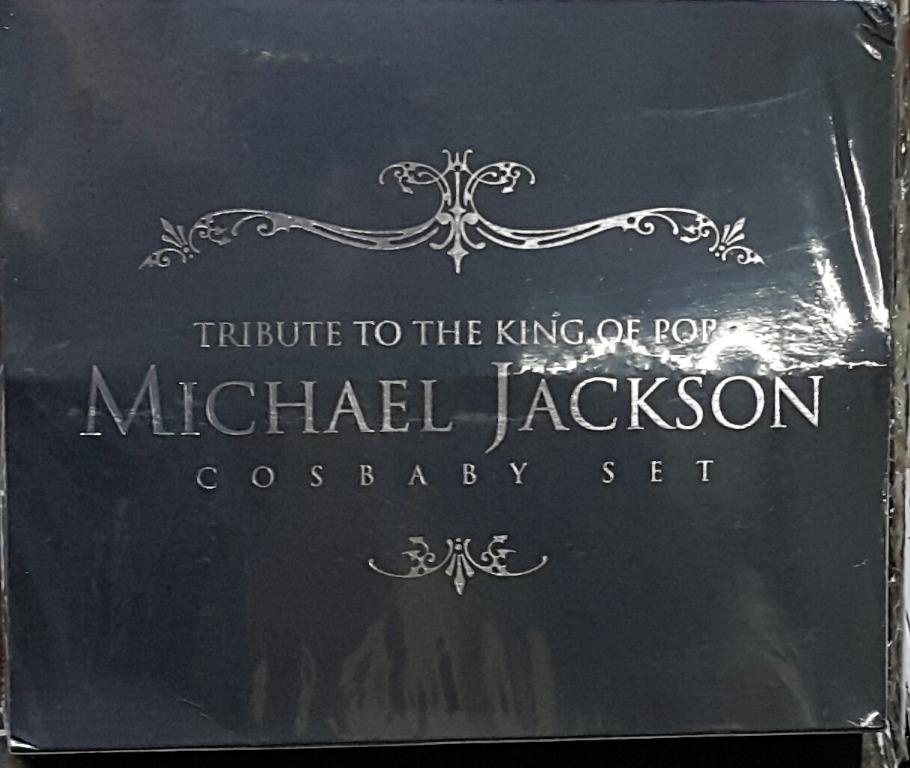 TRIBUTE TO THE KING OF POP
MICHAEL JACKSON
COSBABY SET